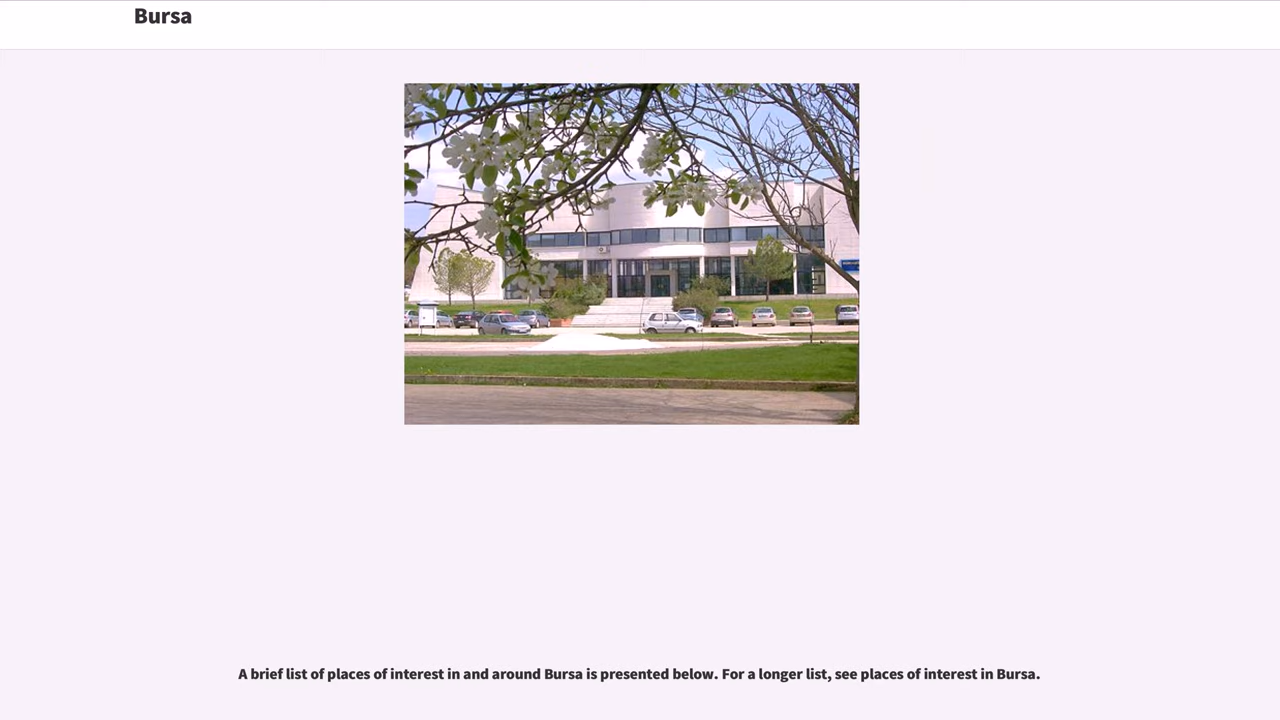 Bursa
A brief list of places of interest in and around Bursa is presented below. For a longer list, see places of interest in Bursa.